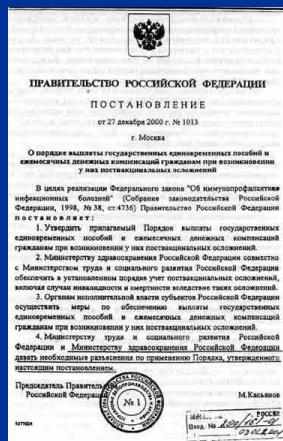 ПРАВИТЕЛЬСТВО РОССИЙСКОЙ ФЕДЕРАЦИИ
ПОСТАНОВЛЕНИЕ
от 27 декабря 2000 г. № 1013
г. Москва
О порядке выплаты государственных единовременных пособий и
ежемесячных денежных компенсаций гражданам при возникновении
у них поствакцинальных осложнений
В целях реализации Федерального закона "Об иммунопрофилактике
инфекционных болезней" (Собрание законодательства Российской
Федерации, 1998, № 38, ст.4736) Правительство Российской Федерации
постановляет:
1. Утвердить прилагаемый Порядок выплаты государственных
единовременных пособий и ежемесячных денежных компенсаций
гражданам при возникновении у них поствакцинальных осложнений.
2. Министерству здравоохранения Российской Федерации совместно
с Министерством труда и социального развития Российской Федерации
обеспечить в установленном порядке учет поствакцинальных осложнений,
включая случаи инвалидности и смертности вследствие таких осложнений.
3. Органам исполнительной власти субъектов Российской Федерации
осуществить меры по обеспечению выплаты государственных
единовременных пособий и ежемесячных денежных компенсаций
гражданам при возникновении у них поствакцинальных осложнений.
4. Министерству труда и социального развития Российской
Федерации и Министерству здравоохранения Российской Федерации
давать необходимые разъяснения по применению Порядка, утвержденного
настоящим постановлением.
Председатель Правитель
Российской Федерац
М.Касьянов
№ 1
Вход. №